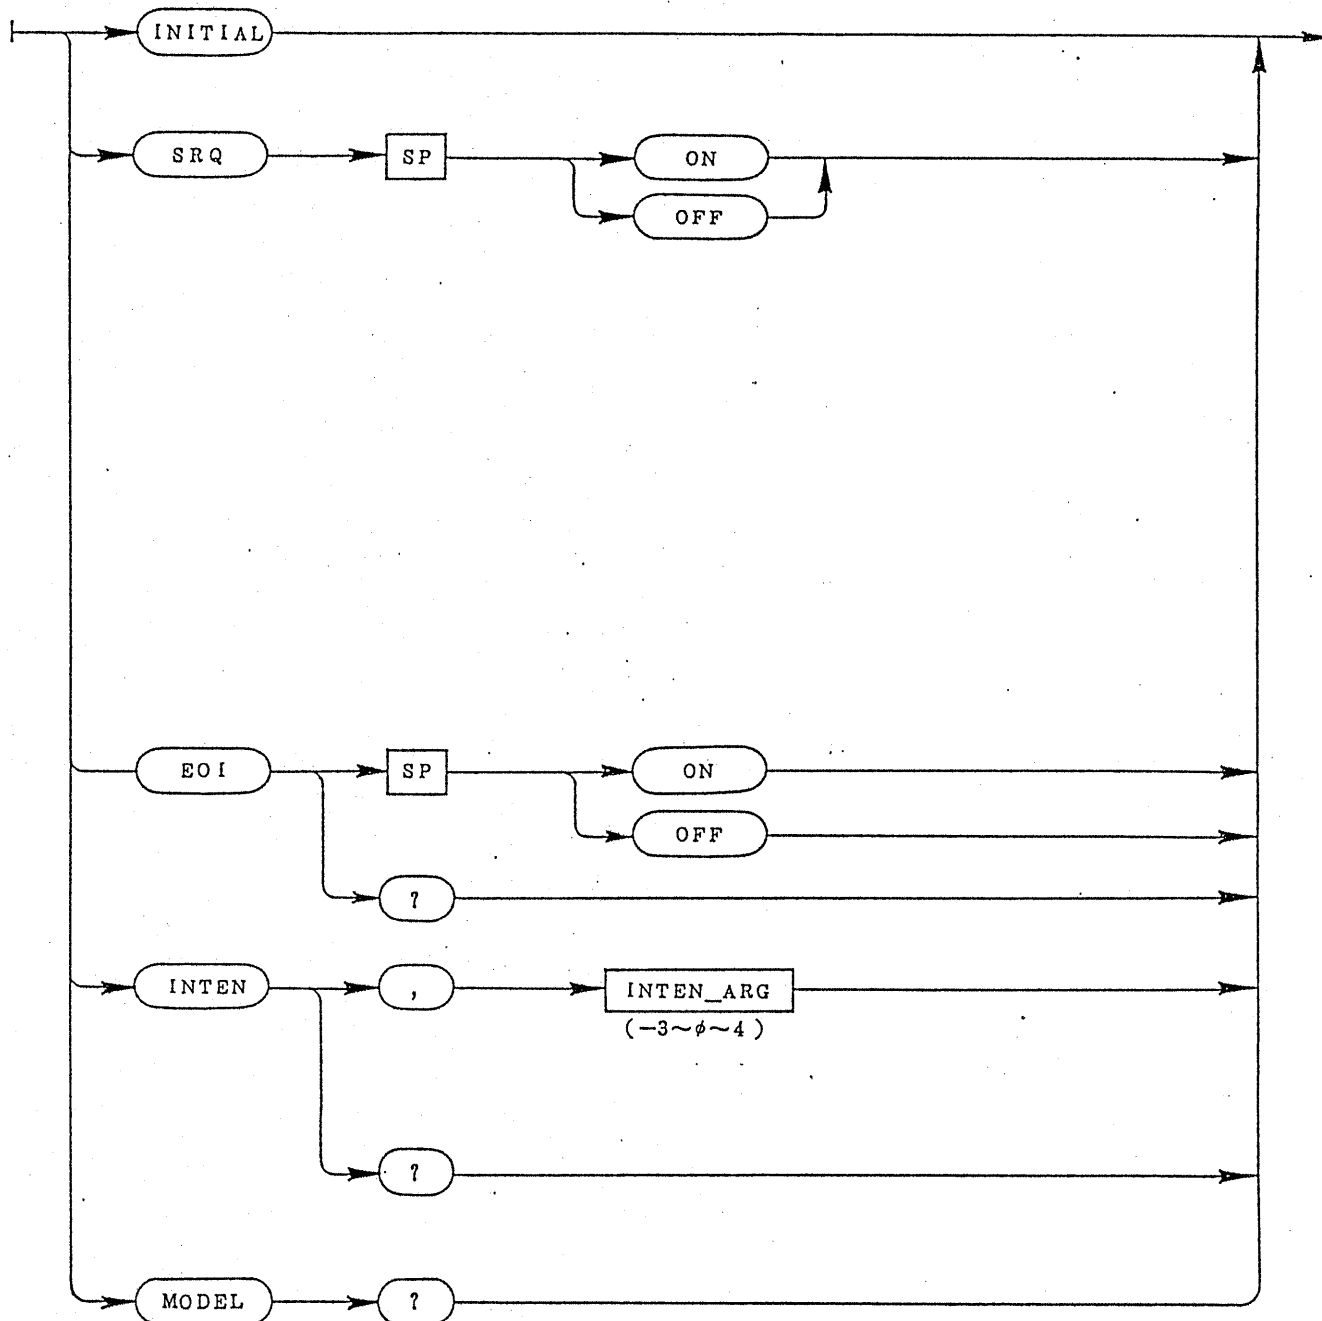 INITIAL
SRQ SP ON
OFF
EOI SP ON
OFF
?
INTEN , INTEN_ARG
(−3~φ~4)
?
MODEL ?